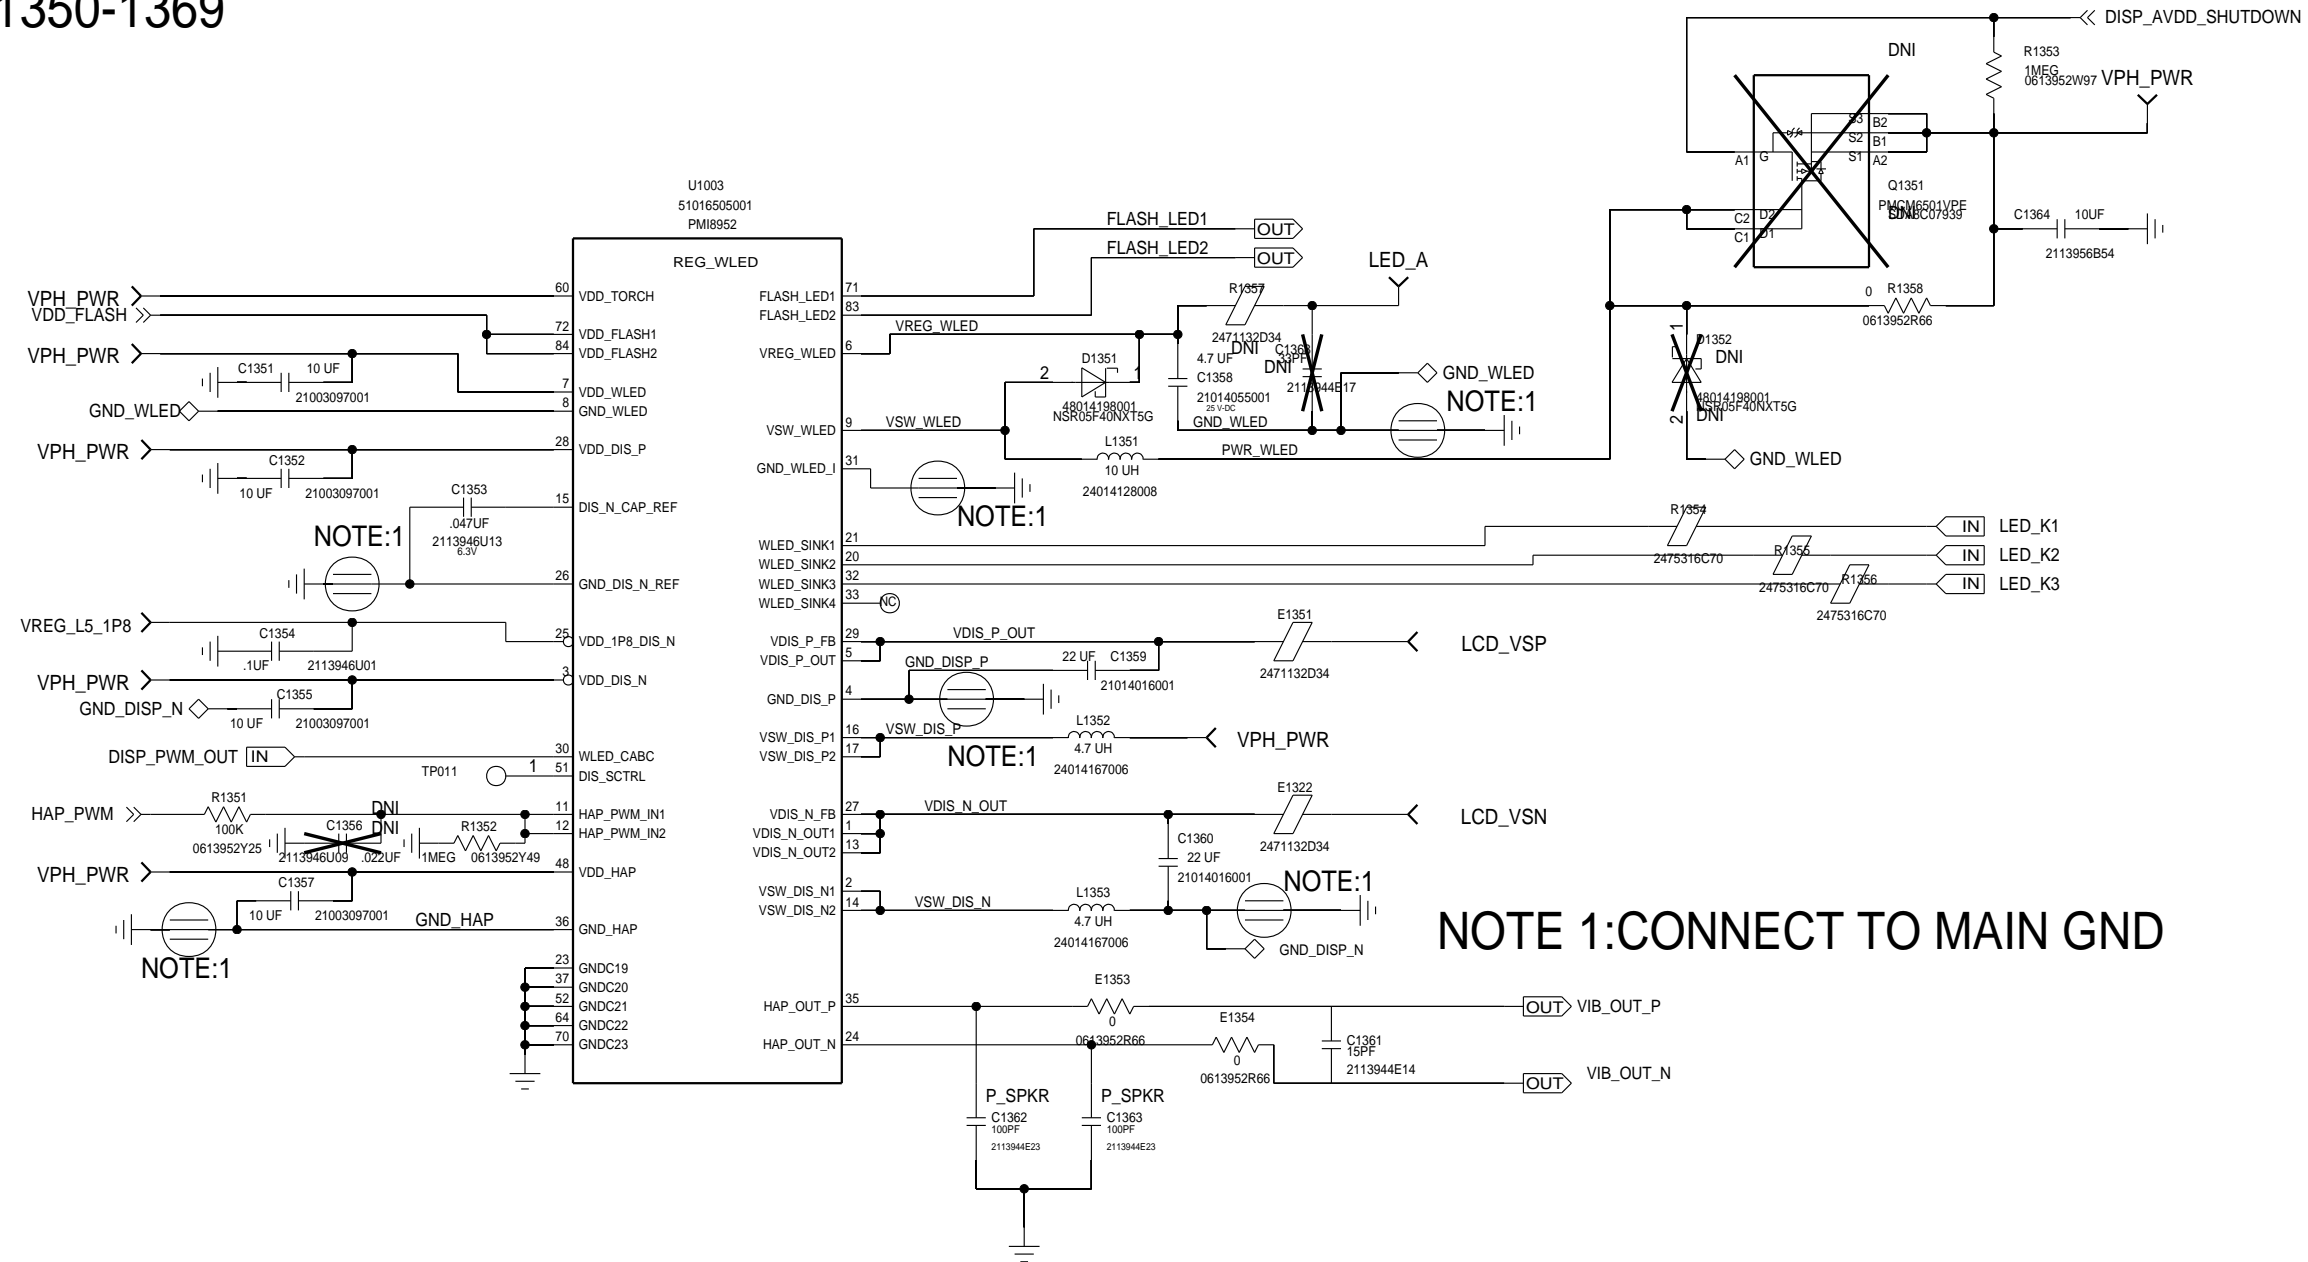 1350-1369
DISP_AVDD_SHUTDOWN
DNI
R1353
1MEG
0613952W97
VPH_PWR
S3
B2
S2
B1
S1
A2
A1
G
Q1351
PMCM6501VPE
DNI
C2
D2
C1
D1
C1364
10UF
2113956B54
0
R1358
0613952R66
U1003
51016505001
PMI8952
REG_WLED
VPH_PWR
60
VDD_TORCH
VDD_FLASH
72
VDD_FLASH1
84
VDD_FLASH2
VPH_PWR
C1351
10 UF
21003097001
7
VDD_WLED
GND_WLED
8
GND_WLED
VPH_PWR
28
VDD_DIS_P
C1352
10 UF
21003097001
C1353
.047UF
2113946U13
6.3V
15
DIS_N_CAP_REF
NOTE:1
26
GND_DIS_N_REF
VREG_L5_1P8
C1354
.1UF
2113946U01
25
VDD_1P8_DIS_N
VPH_PWR
3
VDD_DIS_N
C1355
GND_DISP_N
10 UF
21003097001
DISP_PWM_OUT
IN
30
WLED_CABC
TP011
1
51
DIS_SCTRL
HAP_PWM
R1351
100K
0613952Y25
DNI
C1356
DNI
2113946U09
.022UF
R1352
1MEG
0613952Y49
11
HAP_PWM_IN1
12
HAP_PWM_IN2
VPH_PWR
48
VDD_HAP
C1357
10 UF
21003097001
GND_HAP
36
GND_HAP
NOTE:1
23
GNDC19
37
GNDC20
52
GNDC21
64
GNDC22
70
GNDC23
FLASH_LED1
OUT
FLASH_LED2
OUT
FLASH_LED1
71
FLASH_LED2
83
VREG_WLED
VREG_WLED
6
LED_A
R1357
2471132D34
DNI
4.7 UF
C1358
21014055001
25 V-DC
C1368
33PF
DNI
2113944E17
2
D1351
1
48014198001
NSR05F40NXT5G
GND_WLED
GND_WLED
NOTE:1
VSW_WLED
9
VSW_WLED
L1351
10 UH
24014128008
PWR_WLED
GND_WLED_I
31
NOTE:1
1
D1352
DNI
48014198001
NSR05F40NXT5G
DNI
2
GND_WLED
WLED_SINK1
21
R1354
2475316C70
IN
LED_K1
WLED_SINK2
20
R1355
2475316C70
IN
LED_K2
WLED_SINK3
32
R1356
2475316C70
IN
LED_K3
WLED_SINK4
33
NC
VDIS_P_FB
29
VDIS_P_OUT
VDIS_P_OUT
5
E1351
2471132D34
LCD_VSP
GND_DISP_P
22 UF
C1359
21014016001
GND_DIS_P
4
NOTE:1
VSW_DIS_P1
16
VSW_DIS_P2
17
VSW_DIS_P
L1352
4.7 UH
24014167006
VPH_PWR
VDIS_N_FB
27
VDIS_N_OUT
VDIS_N_OUT1
1
VDIS_N_OUT2
13
E1322
2471132D34
LCD_VSN
C1360
22 UF
21014016001
VSW_DIS_N1
2
VSW_DIS_N2
14
VSW_DIS_N
L1353
4.7 UH
24014167006
NOTE:1
GND_DISP_N
NOTE 1:CONNECT TO MAIN GND
HAP_OUT_P
35
E1353
0
0613952R66
OUT
VIB_OUT_P
HAP_OUT_N
24
E1354
0
0613952R66
C1361
15PF
2113944E14
OUT
VIB_OUT_N
P_SPKR
C1362
100PF
2113944E23
P_SPKR
C1363
100PF
2113944E23